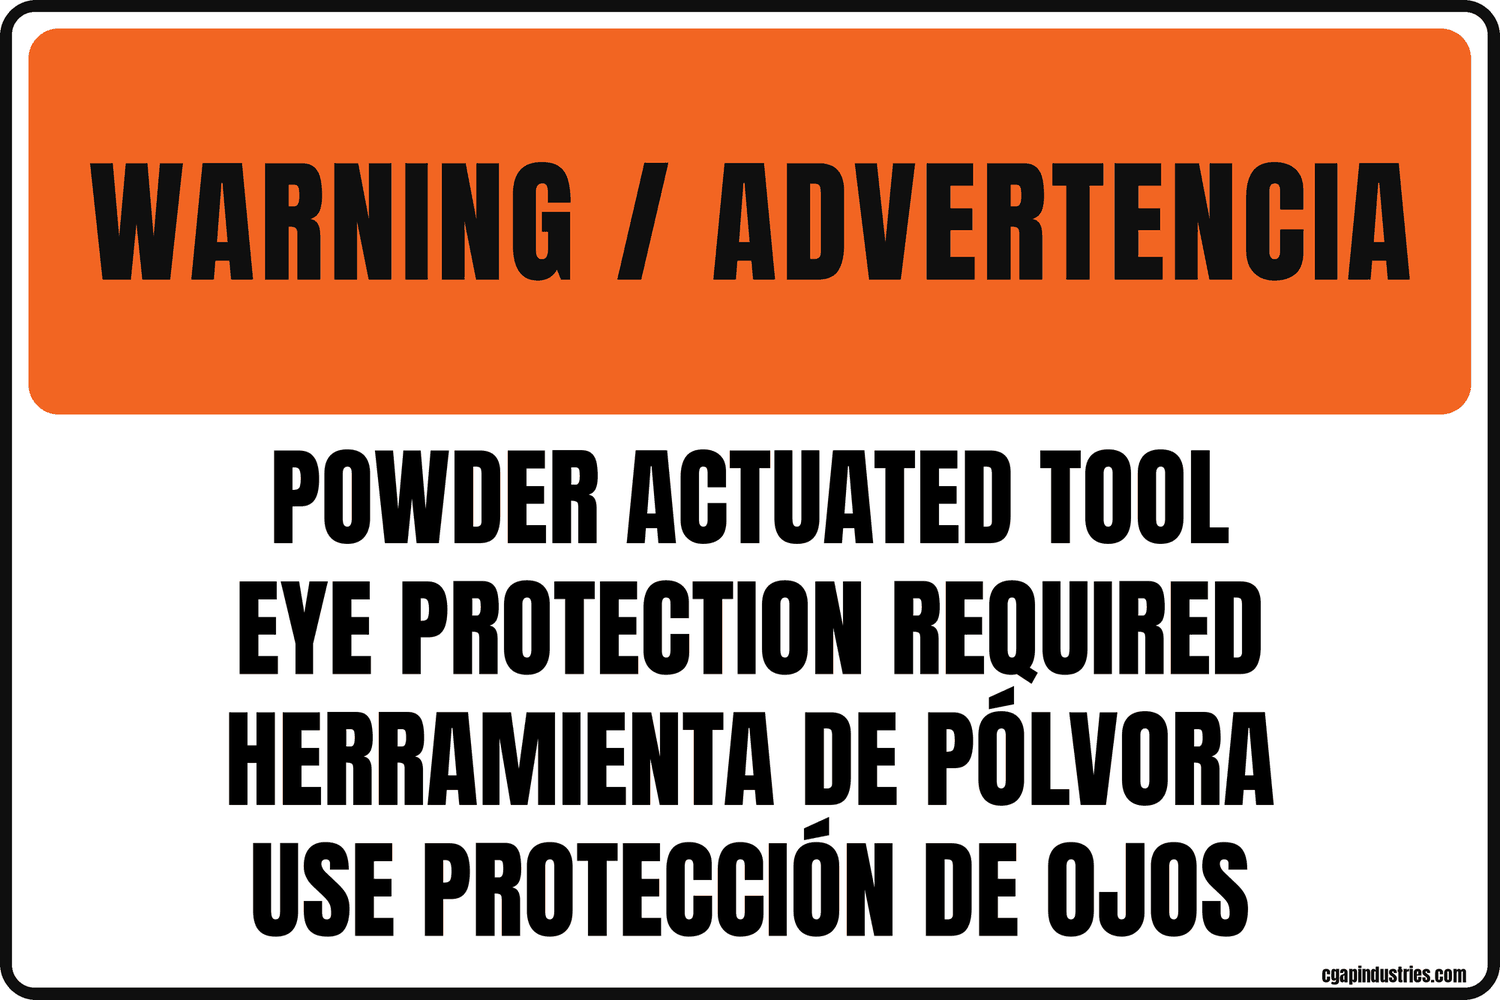 WARNING / ADVERTENCIA
POWDER ACTUATED TOOL
EYE PROTECTION REQUIRED
HERRAMIENTA DE PÓLVORA
USE PROTECCIÓN DE OJOS
cgapindustries.com